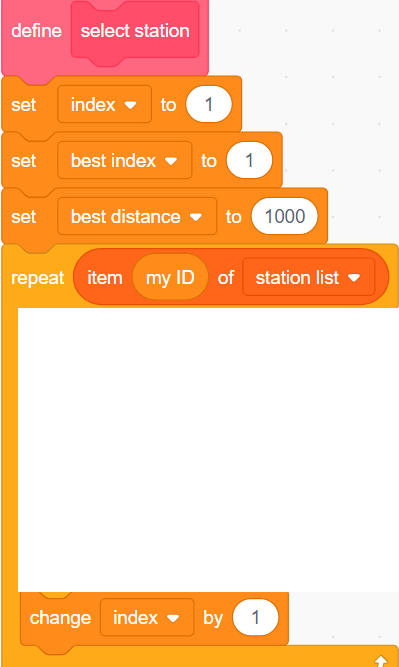 define select station
set index to 1
set best index to 1
set best distance to 1000
repeat item my ID of station list
change index by 1